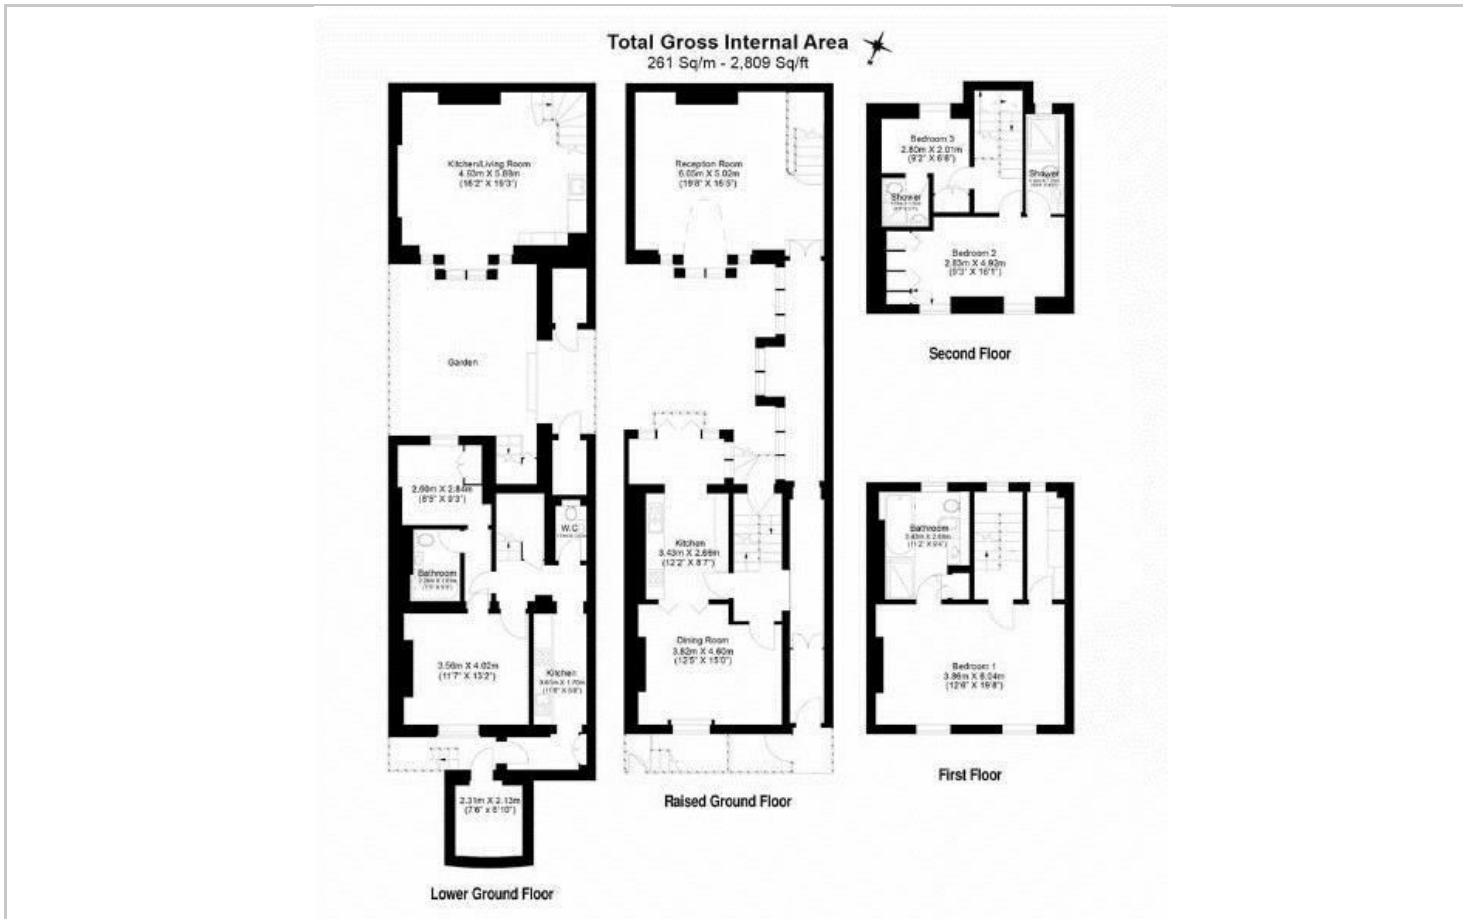 Total Gross Internal Area
261 Sq/m - 2,809 Sq/ft
Kitchen/Living Room
(16'2" X 19'3")
Garden
2.60m X 2.84m
(8'5" X 9'3")
W.C
Bathroom
3.56m X 4.02m
(11'7" X 13'2")
Kitchen
2.31m X 2.13m
(7'6" x 6'10")
Lower Ground Floor
Reception Room
6.05m X 5.02m
(19'8" X 16'5")
Kitchen
3.43m X 2.66m
(12'2" X 8'7")
Dining Room
3.82m X 4.60m
(12'5" X 15'0")
Raised Ground Floor
Bedroom 3
2.80m X 2.01m
(9'2" X 6'6")
Shower
Shower
Bedroom 2
2.83m X 4.92m
(9'3" X 16'1")
Second Floor
Bathroom
Bedroom 1
3.86m X 6.04m
(12'6" X 19'8")
First Floor